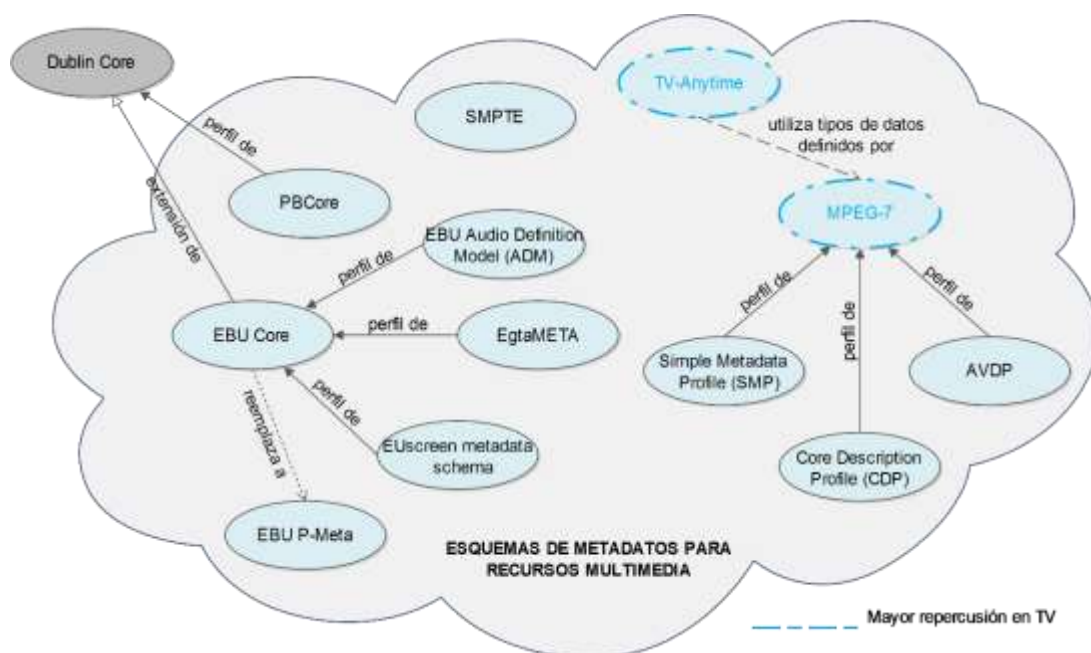 Dublin Core
TV-Anytime
SMPTE
perfil de
utiliza tipos de datos
definidos por
extensión de
PBCore
MPEG-7
EBU Audio Definition
Model (ADM)
perfil de
EBU Core
perfil de
EgtaMETA
perfil de
perfil de
perfil de
Simple Metadata
Profile (SMP)
AVDP
reemplaza a
perfil de
EUscreen metadata
schema
Core Description
Profile (CDP)
EBU P-Meta
ESQUEMAS DE METADATOS PARA
RECURSOS MULTIMEDIA
Mayor repercusión en TV